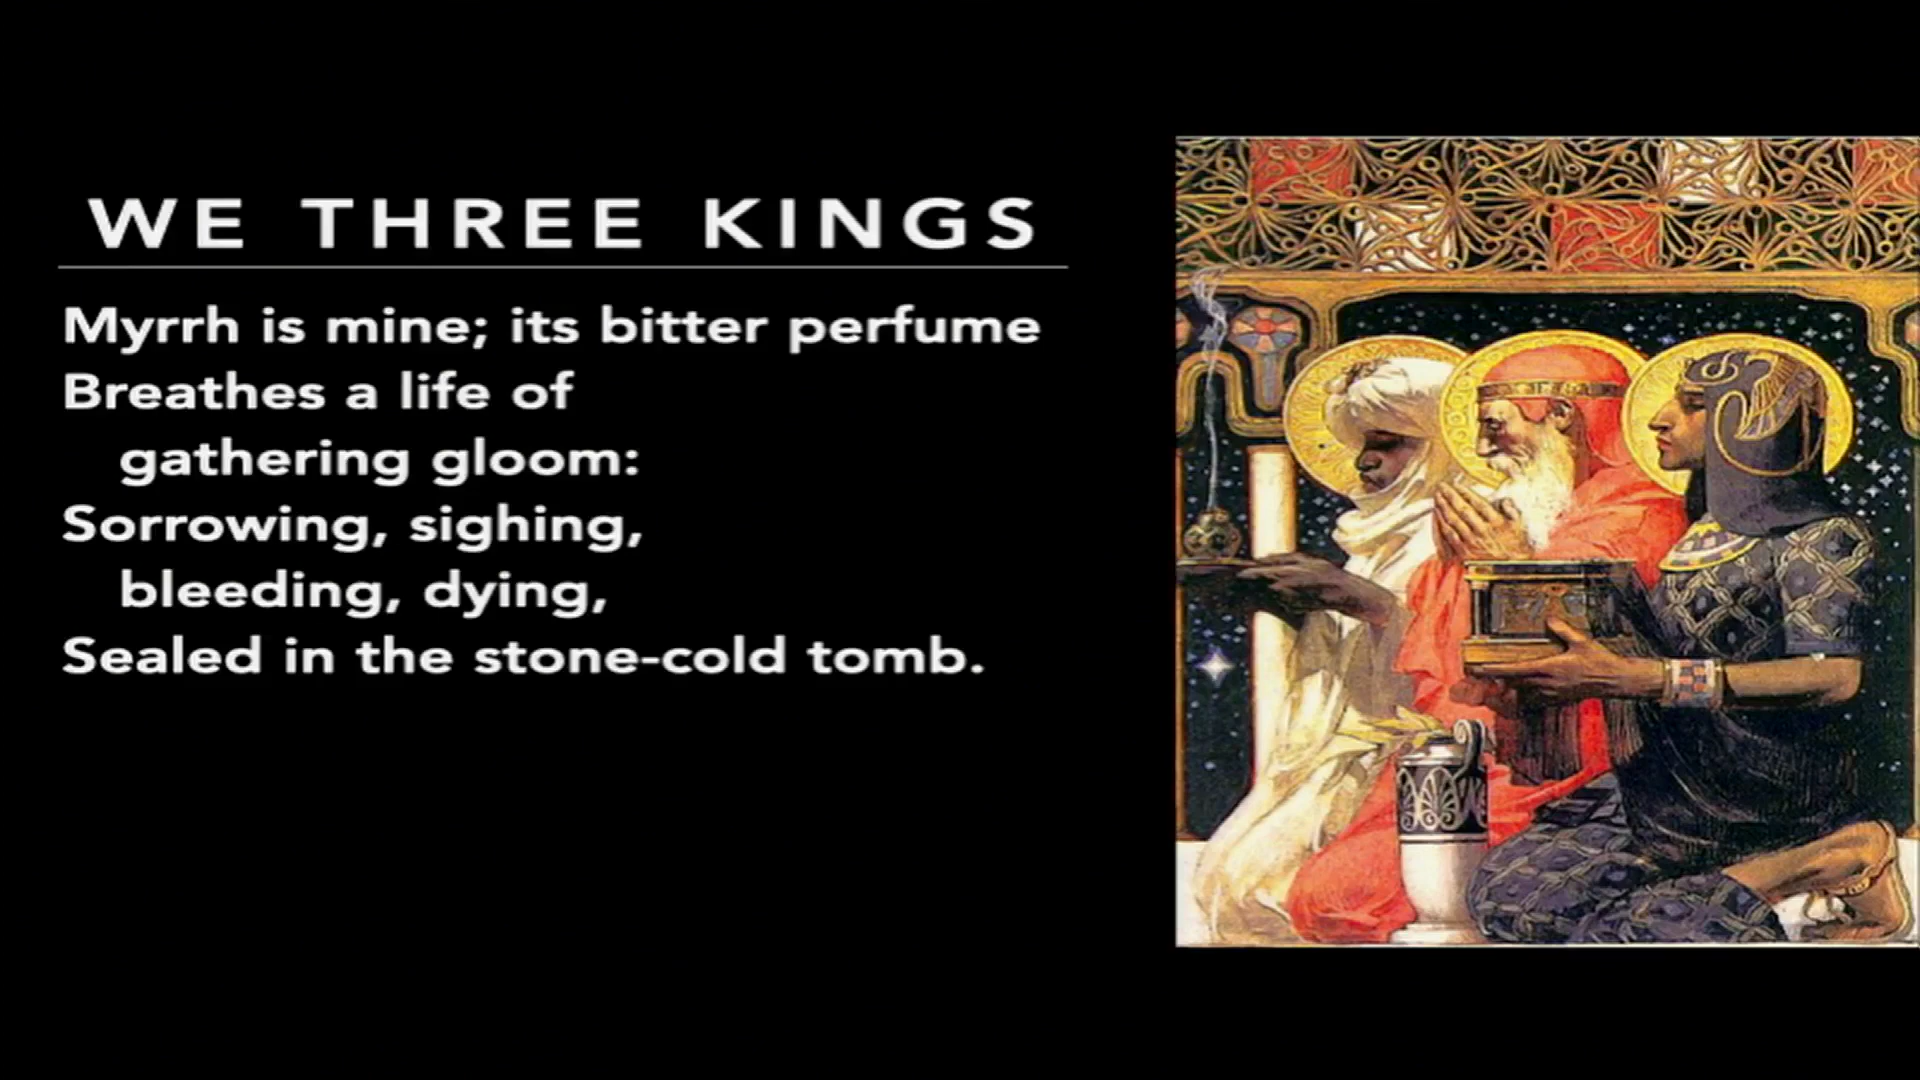 WE THREE KINGS
Myrrh is mine; its bitter perfume
Breathes a life of
gathering gloom:
Sorrowing, sighing,
bleeding, dying,
Sealed in the stone-cold tomb.